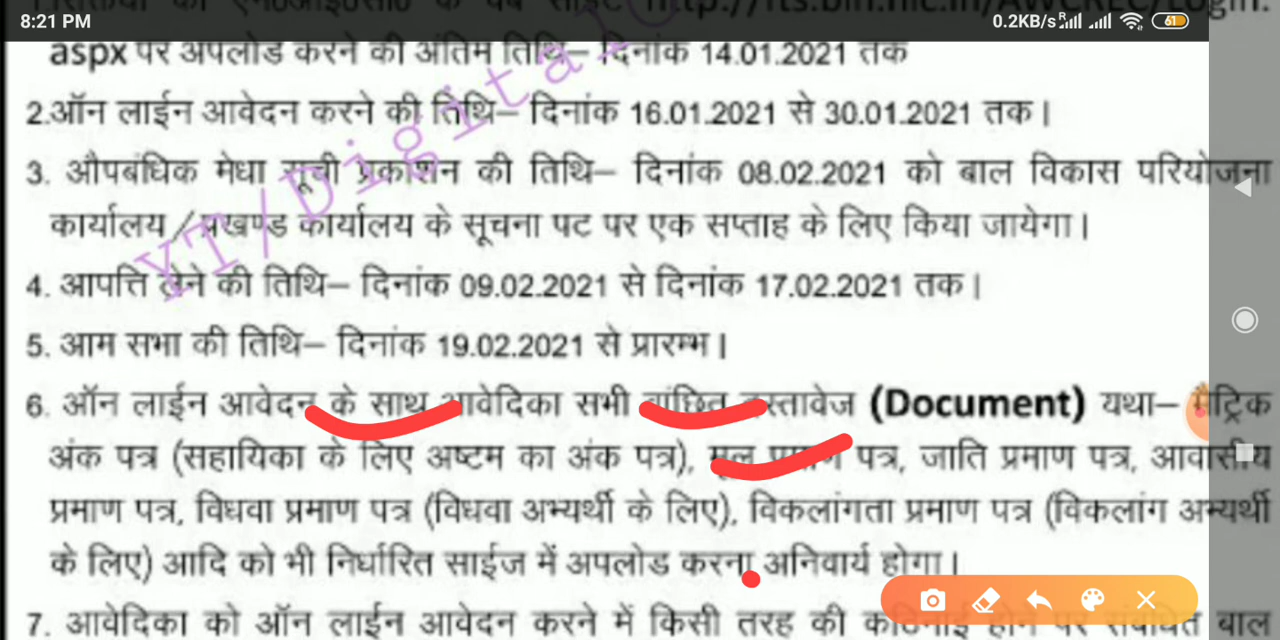 8:21 PM 0.2KB/s R 61
aspx पर अपलोड करने की अंतिम तिथि– दिनांक 14.01.2021 तक
2.ऑन लाईन आवेदन करने की तिथि– दिनांक 16.01.2021 से 30.01.2021 तक।
3. औपबंधिक मेधा सूची प्रकाशन की तिथि– दिनांक 08.02.2021 को बाल विकास परियोजना
कार्यालय / प्रखण्ड कार्यालय के सूचना पट पर एक सप्ताह के लिए किया जायेगा।
4. आपत्ति लेने की तिथि– दिनांक 09.02.2021 से दिनांक 17.02.2021 तक।
5. आम सभा की तिथि– दिनांक 19.02.2021 से प्रारम्भ।
6. ऑन लाईन आवेदन के साथ आवेदिका सभी वांछित दस्तावेज (Document) यथा– मैट्रिक
अंक पत्र (सहायिका के लिए अष्टम का अंक पत्र), मूल प्रमाण पत्र, जाति प्रमाण पत्र, आवासीय
प्रमाण पत्र, विधवा प्रमाण पत्र (विधवा अभ्यर्थी के लिए), विकलांगता प्रमाण पत्र (विकलांग अभ्यर्थी
के लिए) आदि को भी निर्धारित साईज में अपलोड करना अनिवार्य होगा।
7. आवेदिका को ऑन लाईन आवेदन करने में किसी तरह की कठिनाई होने पर संबंधित बाल
YT/Digital